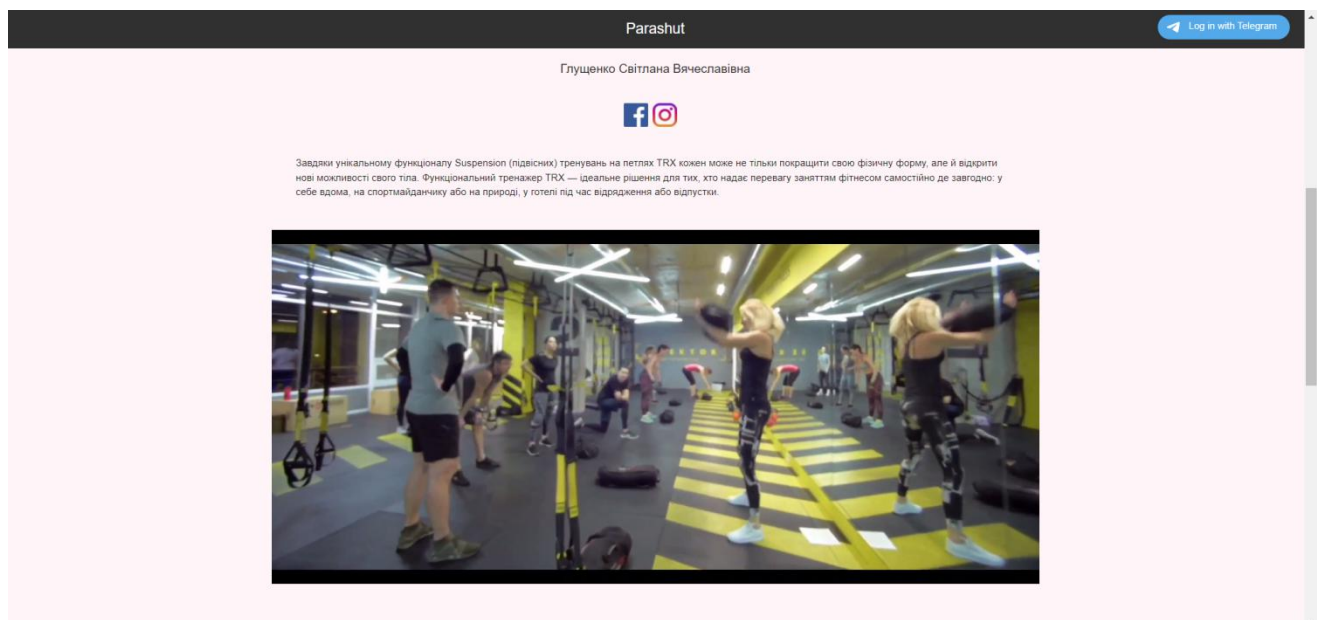 Parashut
Log in with Telegram
Глущенко Світлана Вячеславівна
Завдяки унікальному функціоналу Suspension (підвісних) тренувань на петлях TRX кожен може не тільки покращити свою фізичну форму, але й відкрити
нові можливості свого тіла. Функціональний тренажер TRX — ідеальне рішення для тих, хто надає перевагу заняттям фітнесом самостійно де завгодно: у
себе вдома, на спортмайданчику або на природі, у готелі під час відрядження або відпустки.